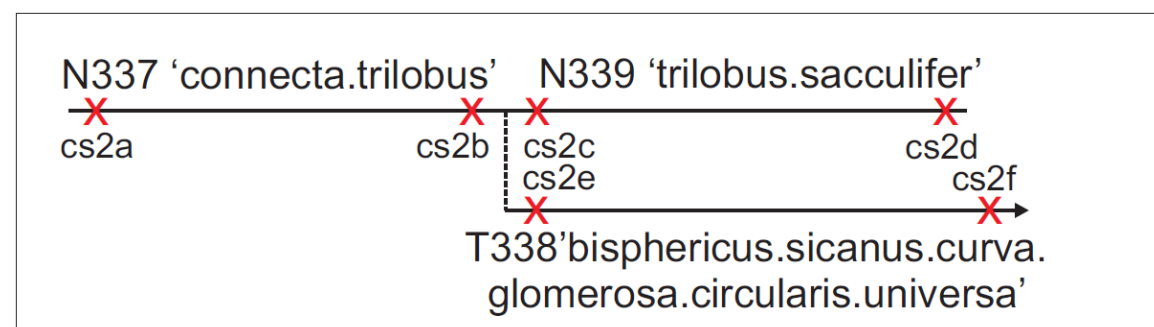 N337 ‘connecta.trilobus’ N339 ‘trilobus.sacculifer’
X X X X
cs2a cs2b cs2c cs2d
cs2e cs2f
X X
T338’bisphericus.sicanus.curva.
glomerosa.circularis.universa’